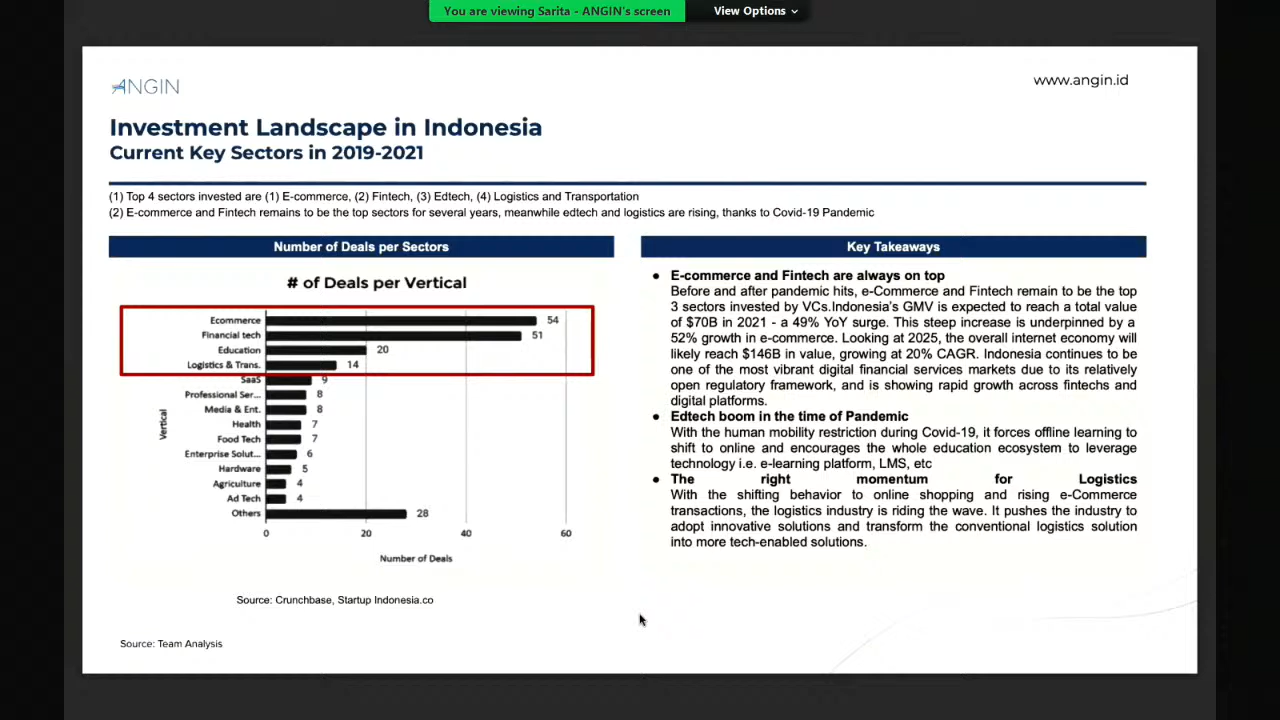 You are viewing Sarita - ANGIN's screen
View Options
ANGIN
www.angin.id
Investment Landscape in Indonesia
Current Key Sectors in 2019-2021
(1) Top 4 sectors invested are (1) E-commerce, (2) Fintech, (3) Edtech, (4) Logistics and Transportation
(2) E-commerce and Fintech remains to be the top sectors for several years, meanwhile edtech and logistics are rising, thanks to Covid-19 Pandemic
Number of Deals per Sectors
# of Deals per Vertical
Ecommerce 54
Financial tech 51
Education 20
Logistics & Trans. 14
SaaS 9
Professional Ser... 8
Media & Ent. 8
Health 7
Food Tech 7
Enterprise Solut... 6
Hardware 5
Agriculture 4
Ad Tech 4
Others 28
Vertical
0 20 40 60
Number of Deals
Source: Crunchbase, Startup Indonesia.co
Source: Team Analysis
Key Takeaways
● E-commerce and Fintech are always on top
Before and after pandemic hits, e-Commerce and Fintech remain to be the top
3 sectors invested by VCs.Indonesia's GMV is expected to reach a total value
of $70B in 2021 - a 49% YoY surge. This steep increase is underpinned by a
52% growth in e-commerce. Looking at 2025, the overall internet economy will
likely reach $146B in value, growing at 20% CAGR. Indonesia continues to be
one of the most vibrant digital financial services markets due to its relatively
open regulatory framework, and is showing rapid growth across fintechs and
digital platforms.
● Edtech boom in the time of Pandemic
With the human mobility restriction during Covid-19, it forces offline learning to
shift to online and encourages the whole education ecosystem to leverage
technology i.e. e-learning platform, LMS, etc
● The right momentum for Logistics
With the shifting behavior to online shopping and rising e-Commerce
transactions, the logistics industry is riding the wave. It pushes the industry to
adopt innovative solutions and transform the conventional logistics solution
into more tech-enabled solutions.